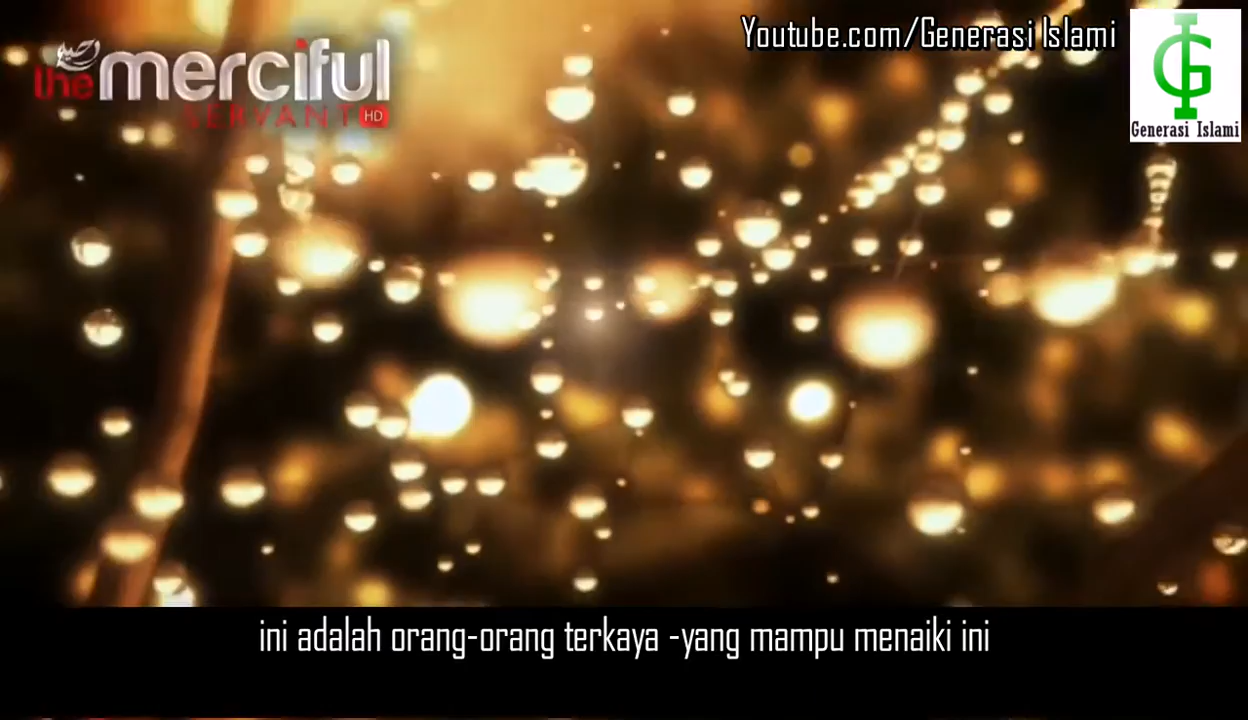 the merciful
SERVANT HD
Youtube.com/Generasi Islami
GI
Generasi Islami
ini adalah orang-orang terkaya -yang mampu menaiki ini